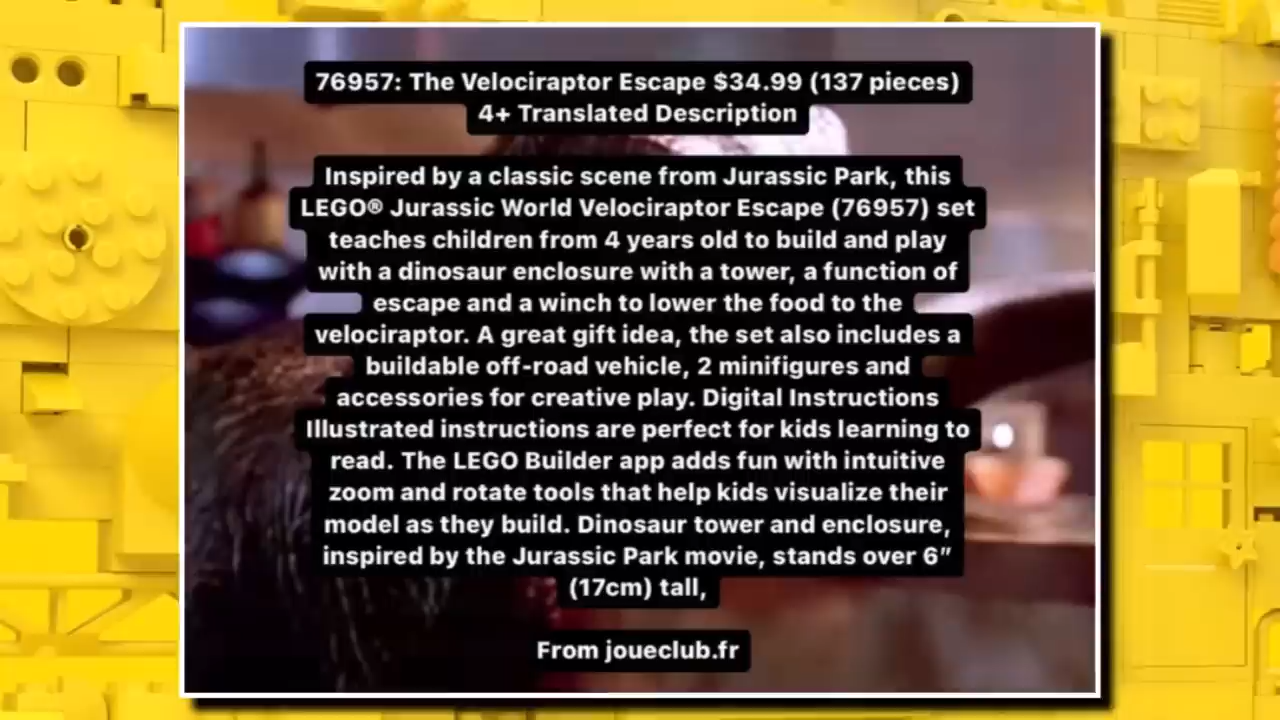 76957: The Velociraptor Escape $34.99 (137 pieces)
4+ Translated Description
Inspired by a classic scene from Jurassic Park, this
LEGO® Jurassic World Velociraptor Escape (76957) set
teaches children from 4 years old to build and play
with a dinosaur enclosure with a tower, a function of
escape and a winch to lower the food to the
velociraptor. A great gift idea, the set also includes a
buildable off-road vehicle, 2 minifigures and
accessories for creative play. Digital Instructions
Illustrated instructions are perfect for kids learning to
read. The LEGO Builder app adds fun with intuitive
zoom and rotate tools that help kids visualize their
model as they build. Dinosaur tower and enclosure,
inspired by the Jurassic Park movie, stands over 6”
(17cm) tall,
From joueclub.fr